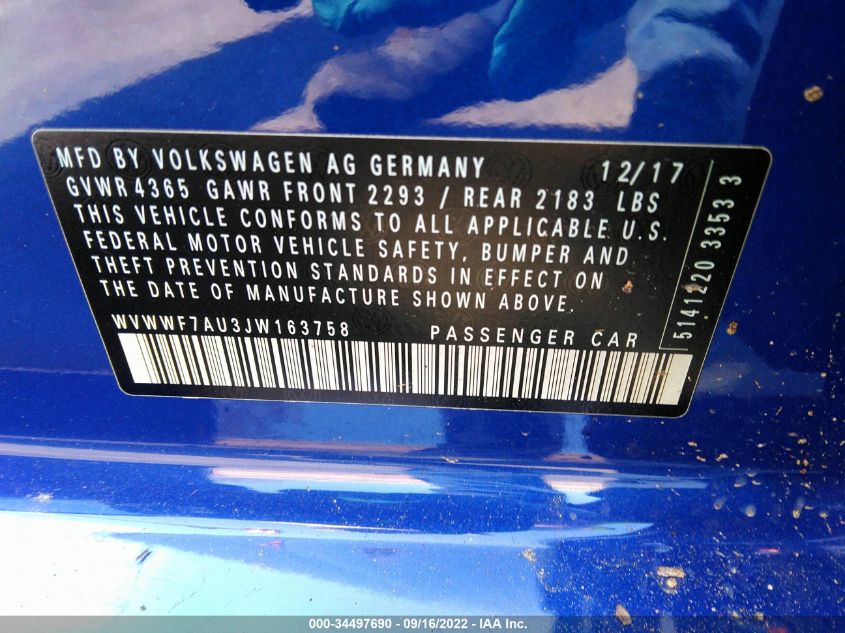 MFD BY VOLKSWAGEN AG GERMANY 12/17
GVWR 4365 GAWR FRONT 2293 / REAR 2183 LBS
THIS VEHICLE CONFORMS TO ALL APPLICABLE U.S.
FEDERAL MOTOR VEHICLE SAFETY, BUMPER AND
THEFT PREVENTION STANDARDS IN EFFECT ON
THE DATE OF MANUFACTURE SHOWN ABOVE.
WVWWF7AU3JW163758 PASSENGER CAR
5141220 3353 3
000-34497690 - 09/16/2022 - IAA Inc.